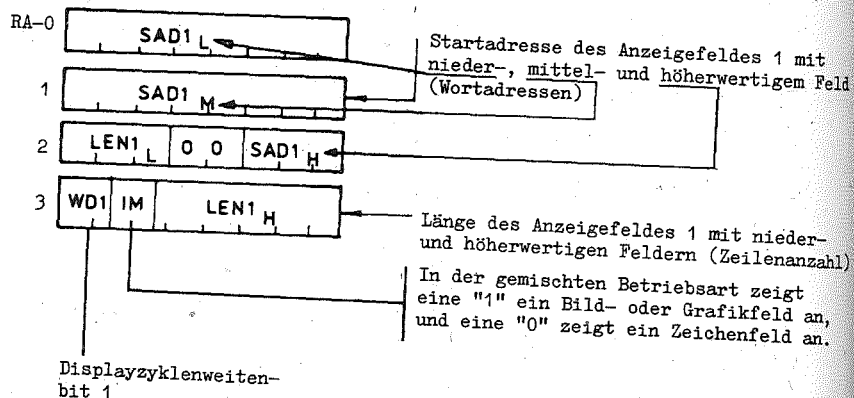 RA-0
SAD1 L
Startadresse des Anzeigefeldes 1 mit
nieder-, mittel- und höherwertigem Feld
(Wortadressen)
1
SAD1 M
2
LEN1 L 0 0 SAD1 H
3
WD1 IM LEN1 H
Länge des Anzeigefeldes 1 mit nieder-
und höherwertigen Feldern (Zeilenanzahl)
In der gemischten Betriebsart zeigt
eine "1" ein Bild- oder Grafikfeld an,
und eine "0" zeigt ein Zeichenfeld an.
Displayzyklenweiten-
bit 1